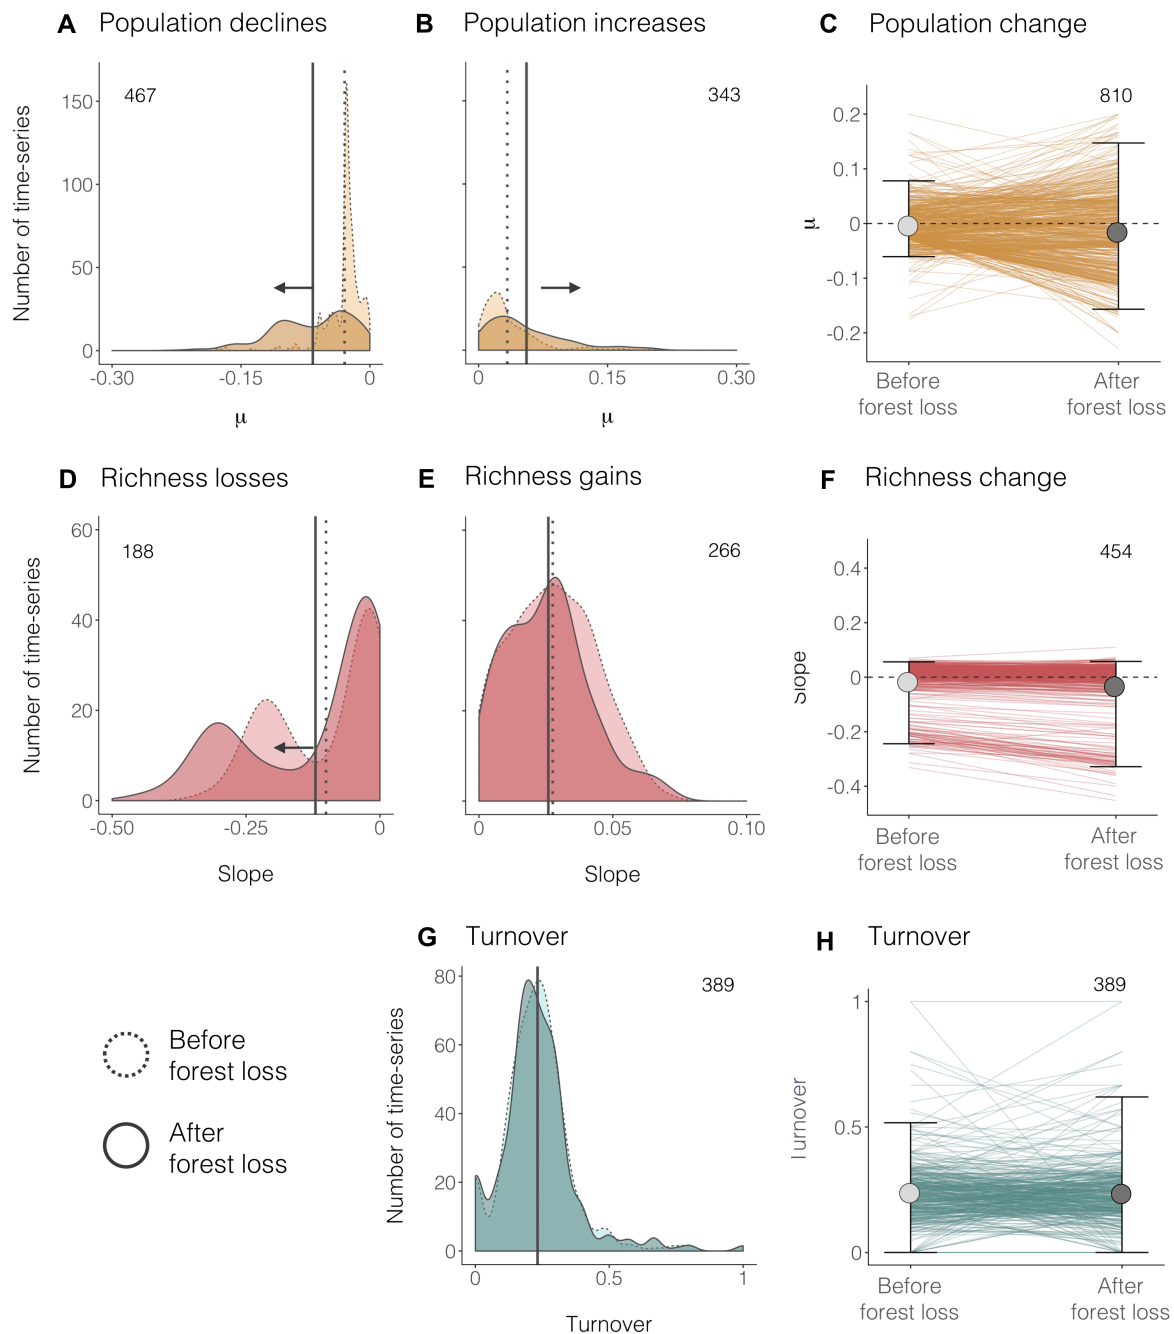 A Population declines
B Population increases
C Population change
Number of time-series
150
100
50
0
467
-0.30
-0.15
0
μ
343
0
0.15
0.30
μ
810
μ
0.2
0.1
0
-0.1
-0.2
Before
forest loss
After
forest loss
D Richness losses
E Richness gains
F Richness change
Number of time-series
60
40
20
0
188
-0.50
-0.25
0
Slope
266
0
0.05
0.10
Slope
454
Slope
0.4
0.2
0
-0.2
-0.4
Before
forest loss
After
forest loss
G Turnover
H Turnover
Before
forest loss
After
forest loss
Number of time-series
80
60
40
20
0
389
0
0.5
1
Turnover
389
Turnover
1
0.5
0
Before
forest loss
After
forest loss